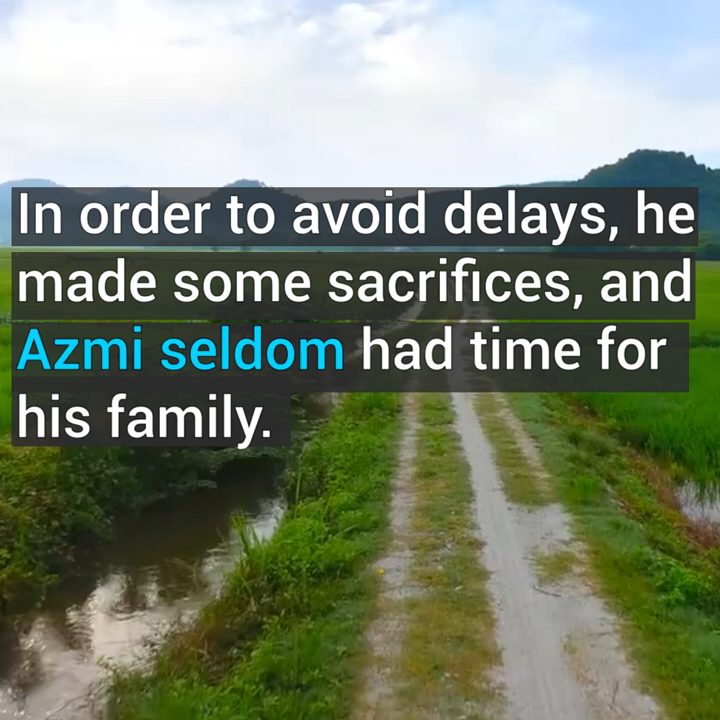 In order to avoid delays, he
made some sacrifices, and
Azmi seldom had time for
his family.